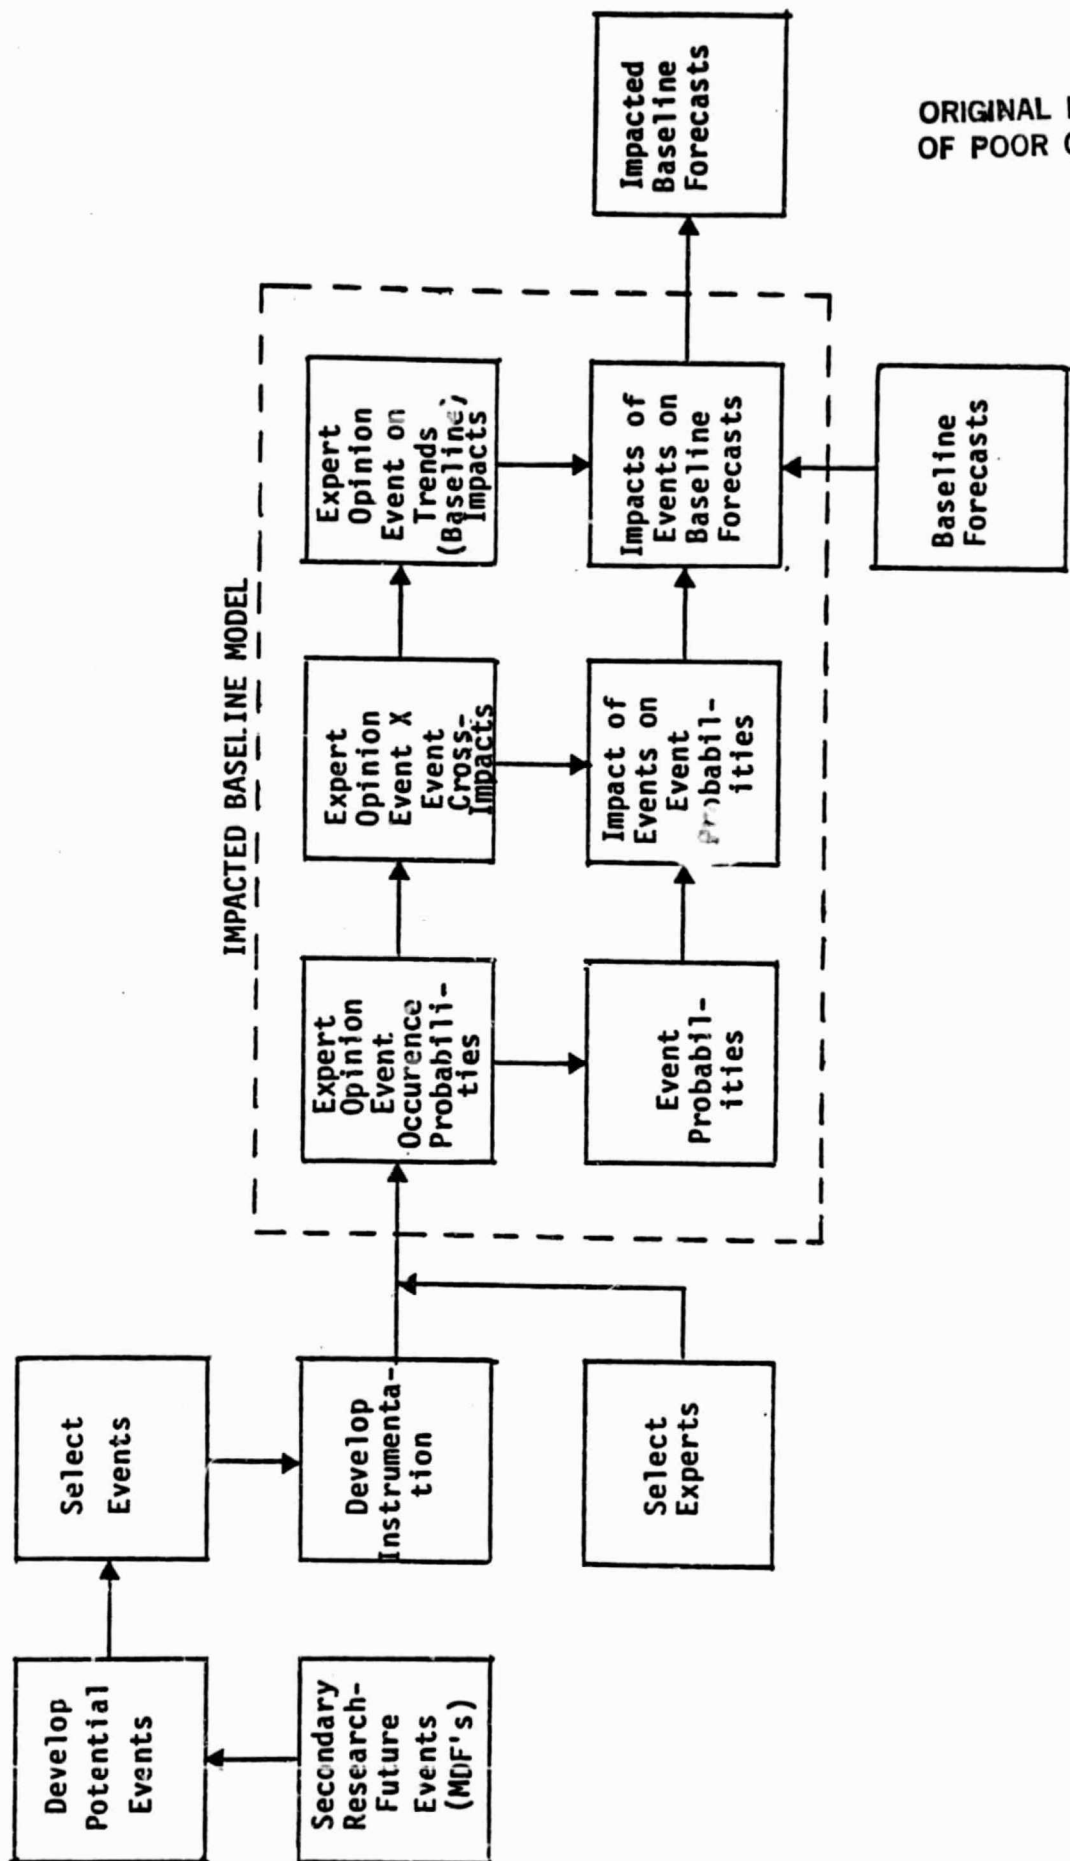 ORIGINAL
OF POOR
IMPACTED BASELINE MODEL
Develop
Potential
Events
Select
Events
Secondary
Research-
Future
Events
(MDF's)
Develop
Instrumenta-
tion
Select
Experts
Expert
Opinion
Event
Occurence
Probabili-
ties
Expert
Opinion
Event X
Event
Cross-
Impacts
Expert
Opinion
Event on
Trends
(Baseline)
Impacts
Event
Probabil-
ities
Impact of
Events on
Event
Probabil-
ities
Impacts of
Events on
Baseline
Forecasts
Impacted
Baseline
Forecasts
Baseline
Forecasts